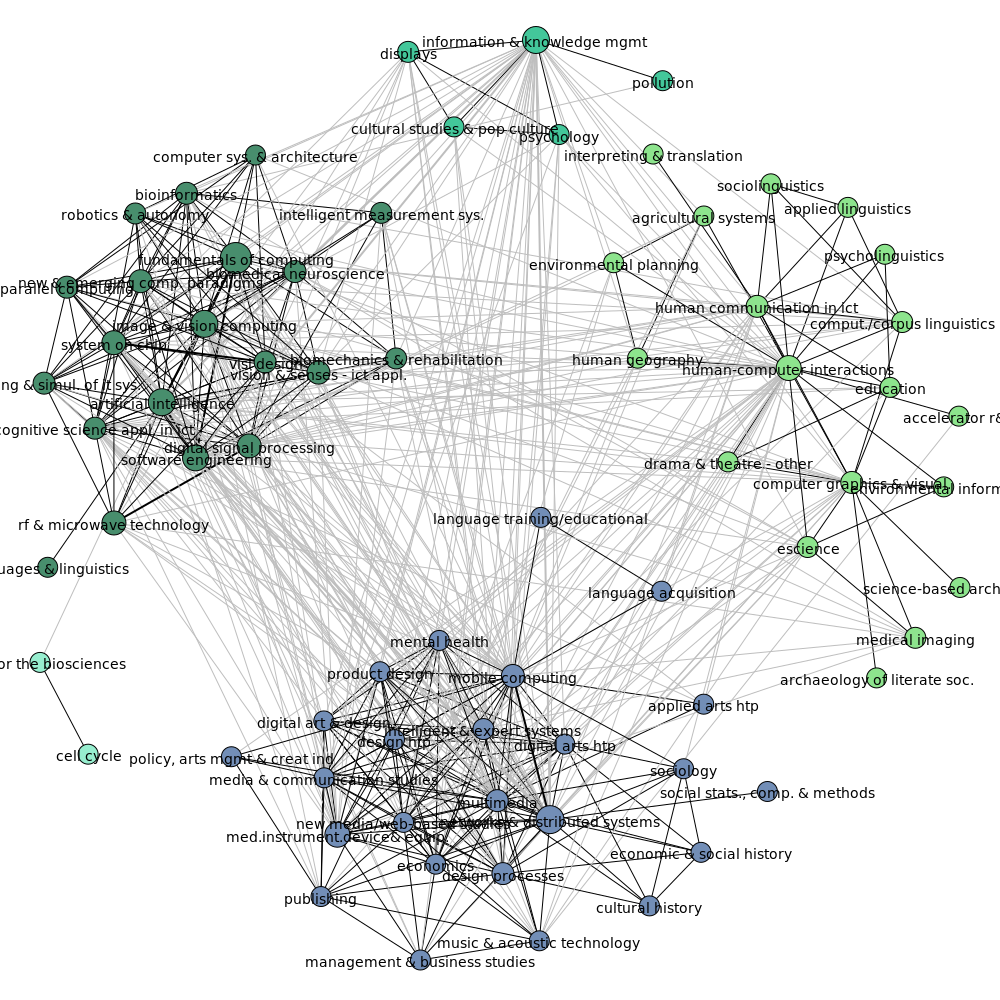 information & knowledge mgmt
displays
pollution
cultural studies & pop culture
psychology
interpreting & translation
computer sys. & architecture
sociolinguistics
bioinformatics
applied linguistics
robotics & autonomy
intelligent measurement sys.
agricultural systems
psycholinguistics
fundamentals of computing
environmental planning
biomedical neuroscience
new & emerging comp. paradigms
parallel computing
human communication in ict
comput./corpus linguistics
image & vision computing
system on chip
vlsi design
biomechanics & rehabilitation
human geography
human-computer interactions
vision & senses - ict appl.
ng & simul. of it sys.
education
artificial intelligence
accelerator r&
cognitive science appl. in ict
digital signal processing
software engineering
drama & theatre - other
computer graphics & visual.
environmental inform
rf & microwave technology
language training/educational
escience
uages & linguistics
science-based arch
language acquisition
medical imaging
mental health
or the biosciences
product design
mobile computing
archaeology of literate soc.
applied arts htp
digital art & design
intelligent & expert systems
design htp
digital arts htp
cell cycle
policy, arts mgmt & creat ind
sociology
media & communication studies
social stats., comp. & methods
multimedia
new media/web-based studies
networks & distributed systems
med.instrument.device& equip.
economic & social history
economics
design processes
publishing
cultural history
music & acoustic technology
management & business studies